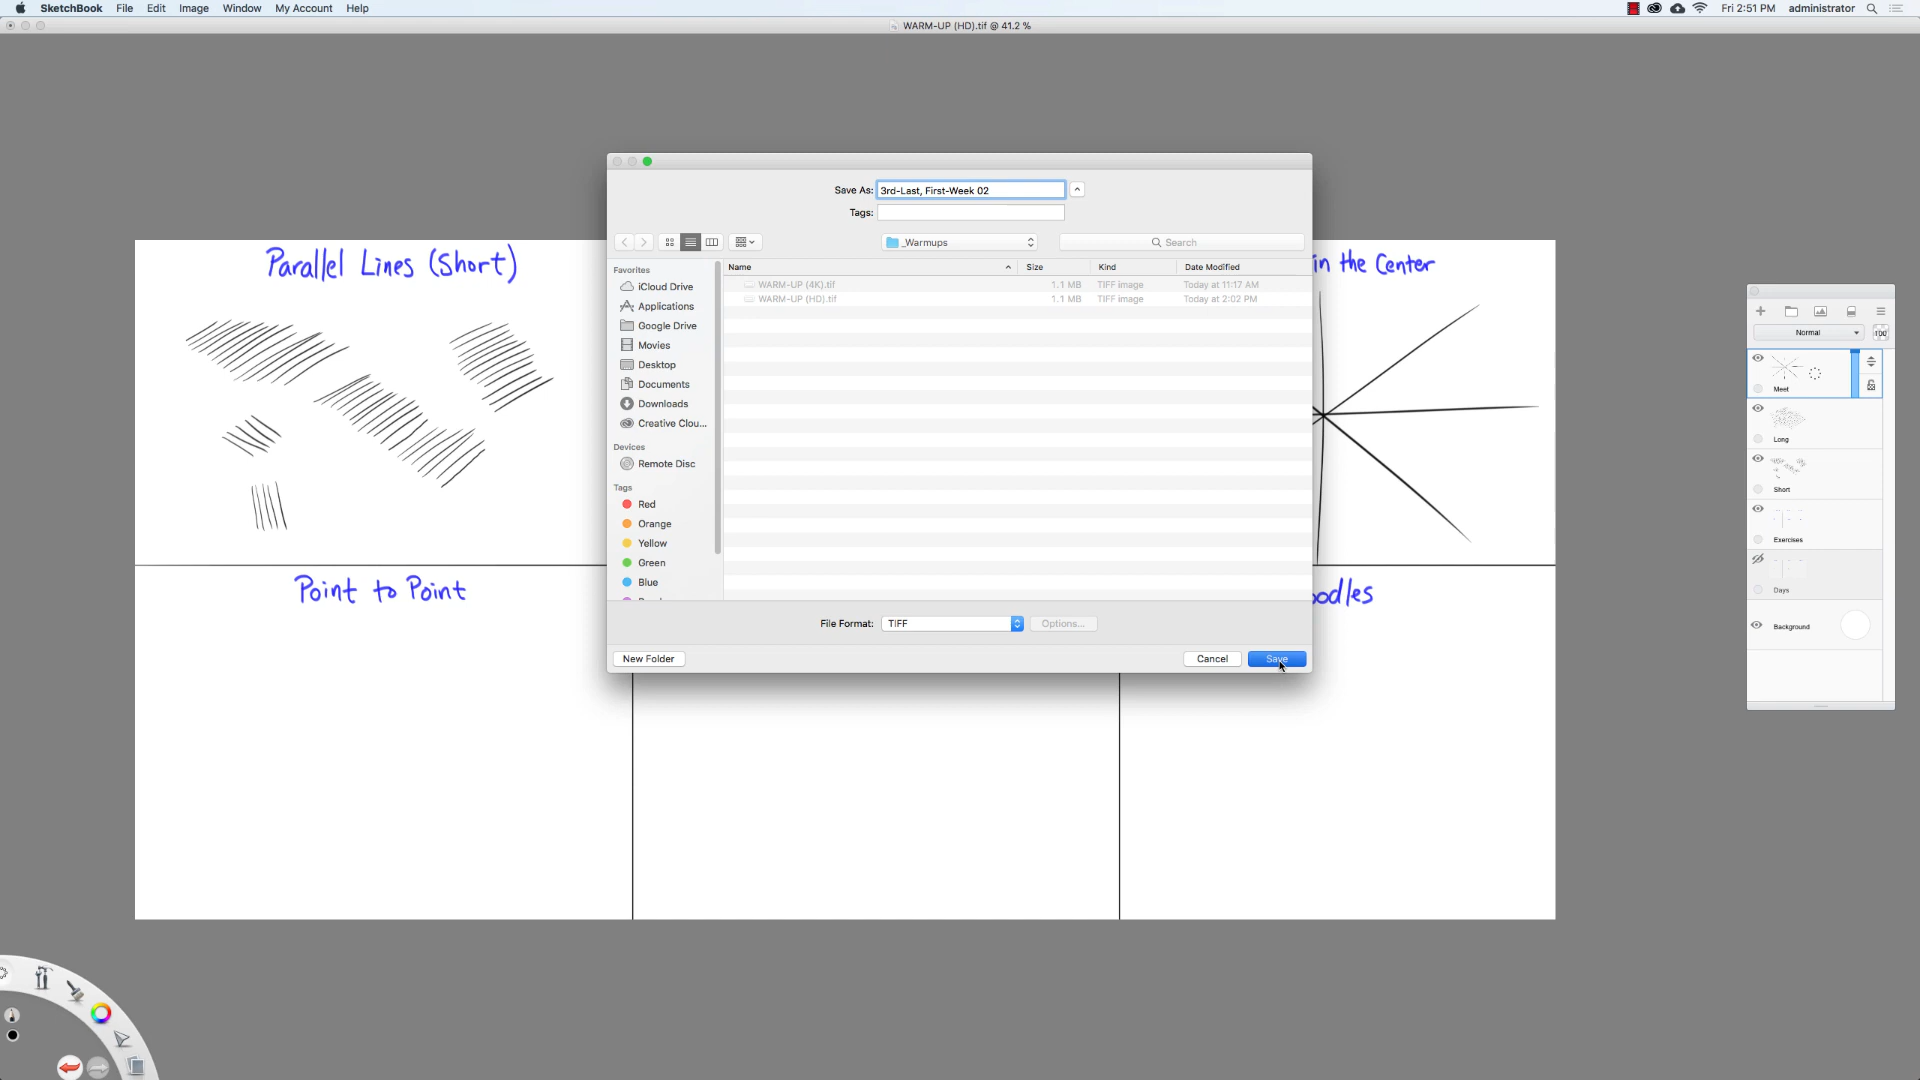 SketchBook File Edit Image Window My Account Help
Fri 2:51 PM administrator
WARM-UP (HD).tif @ 41.2 %
Save As: 3rd-Last, First-Week 02
Tags:
_Warmups
Search
Favorites
iCloud Drive
Applications
Google Drive
Movies
Desktop
Documents
Downloads
Creative Clou...
Devices
Remote Disc
Tags
Red
Orange
Yellow
Green
Blue
Name Size Kind Date Modified
WARM-UP (4K).tif 1.1 MB TIFF image Today at 11:17 AM
WARM-UP (HD).tif 1.1 MB TIFF image Today at 2:02 PM
File Format: TIFF
Options...
New Folder
Cancel
Save
Parallel Lines (Short)
in the Center
Point to Point
Normal
100
Meet
Long
Short
Exercises
Days
Background